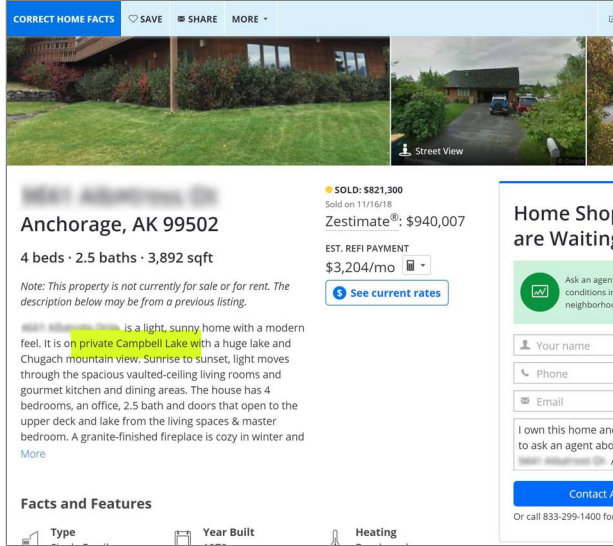 CORRECT HOME FACTS SAVE SHARE MORE
Street View
Anchorage, AK 99502
4 beds · 2.5 baths · 3,892 sqft
Note: This property is not currently for sale or for rent. The
description below may be from a previous listing.
is a light, sunny home with a modern
feel. It is on private Campbell Lake with a huge lake and
Chugach mountain view. Sunrise to sunset, light moves
through the spacious vaulted-ceiling living rooms and
gourmet kitchen and dining areas. The house has 4
bedrooms, an office, 2.5 bath and doors that open to the
upper deck and lake from the living spaces & master
bedroom. A granite-finished fireplace is cozy in winter and
More
Facts and Features
Type
Year Built
Heating
SOLD: $821,300
Sold on 11/16/18
Zestimate®: $940,007
EST. REFI PAYMENT
$3,204/mo
$ See current rates
Home Sho
are Waitin
Ask an agen
conditions i
neighborho
Your name
Phone
Email
I own this home an
to ask an agent abo
Contact A
Or call 833-299-1400 fo